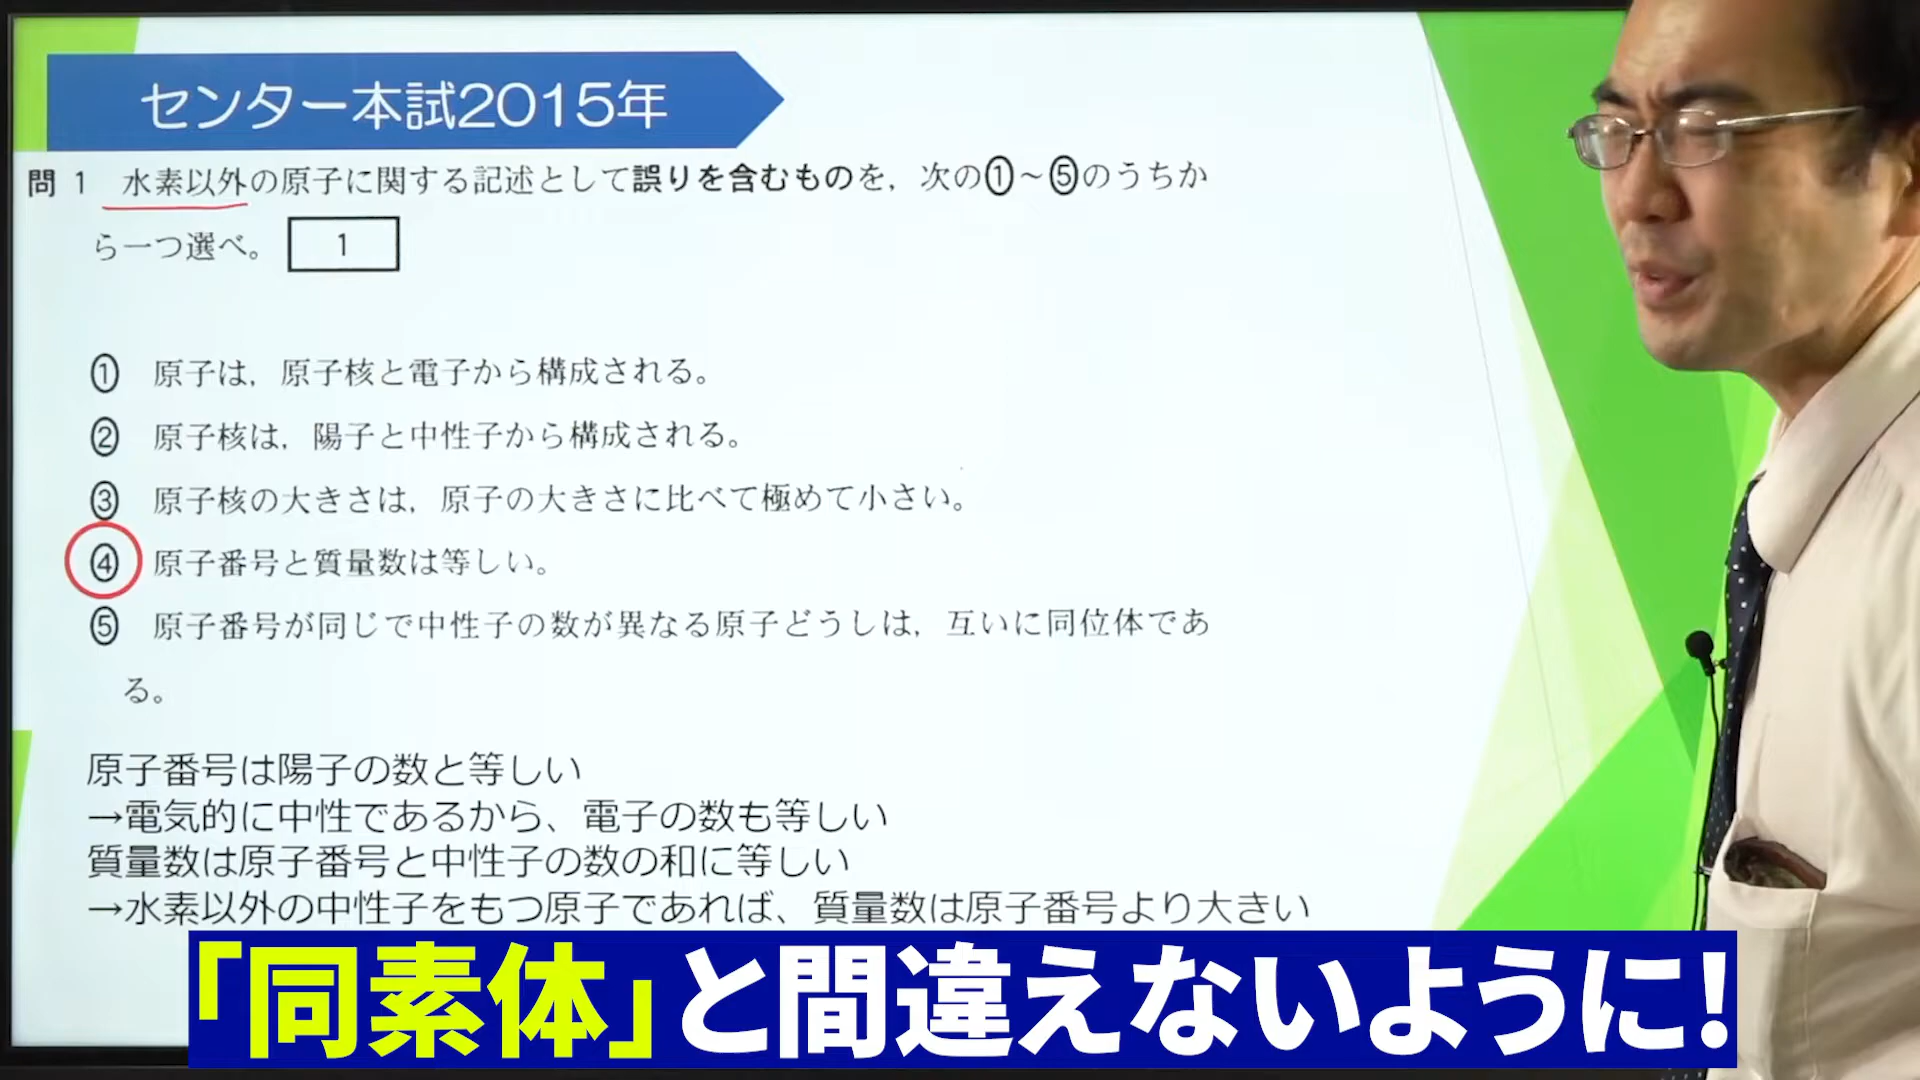 センター本試2015年
問 1 水素以外の原子に関する記述として誤りを含むものを，次の①～⑤のうちか
ら一つ選べ。 1
① 原子は，原子核と電子から構成される。
② 原子核は，陽子と中性子から構成される。
③ 原子核の大きさは，原子の大きさに比べて極めて小さい。
④ 原子番号と質量数は等しい。
⑤ 原子番号が同じで中性子の数が異なる原子どうしは，互いに同位体であ
る。
原子番号は陽子の数と等しい
→電気的に中性であるから、電子の数も等しい
質量数は原子番号と中性子の数の和に等しい
→水素以外の中性子をもつ原子であれば、質量数は原子番号より大きい
「同素体」と間違えないように!